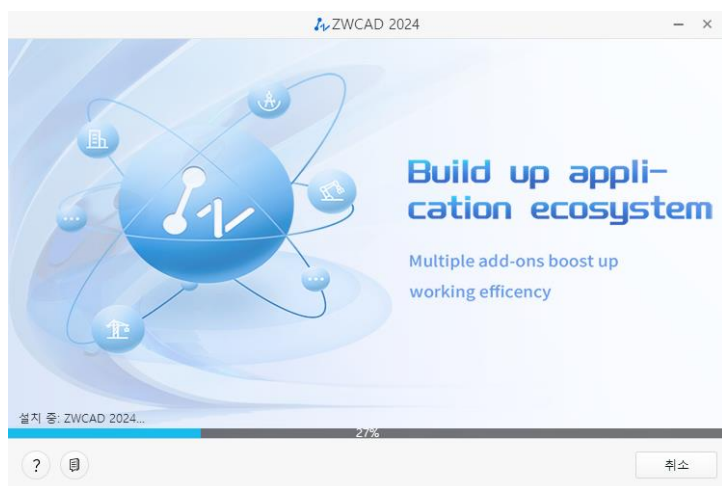 ZWCAD 2024
Build up appli-
cation ecosystem
Multiple add-ons boost up
working efficency
설치 중: ZWCAD 2024...
27%
?
취소